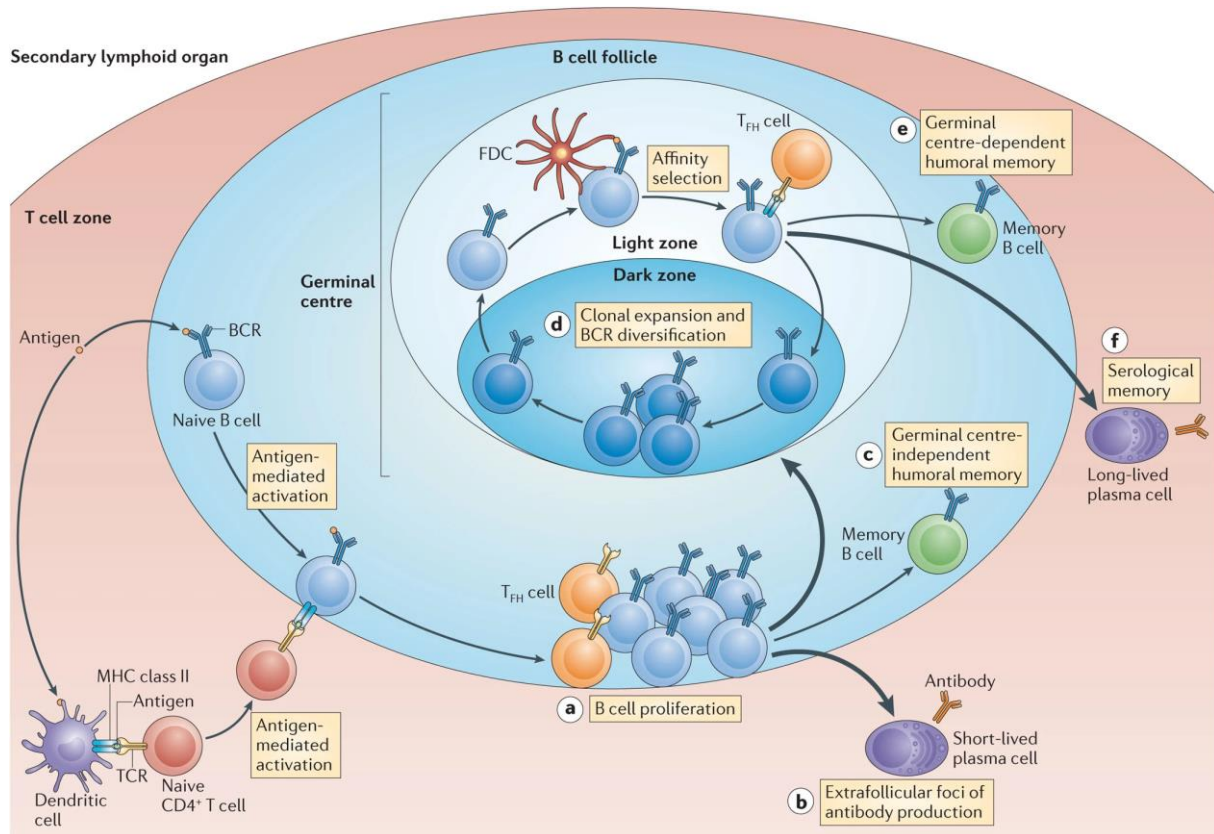 Secondary lymphoid organ
B cell follicle
T cell zone
Germinal
centre
FDC
Affinity
selection
T_FH cell
Light zone
Dark zone
d
Clonal expansion and
BCR diversification
e
Germinal
centre-dependent
humoral memory
Memory
B cell
f
Serological
memory
Long-lived
plasma cell
Antigen
BCR
Naive B cell
Antigen-
mediated
activation
c
Germinal centre-
independent
humoral memory
Memory
B cell
T_FH cell
a
B cell proliferation
MHC class II
Antigen
TCR
Dendritic
cell
Naive
CD4⁺ T cell
Antigen-
mediated
activation
Antibody
Short-lived
plasma cell
b
Extrafollicular foci of
antibody production